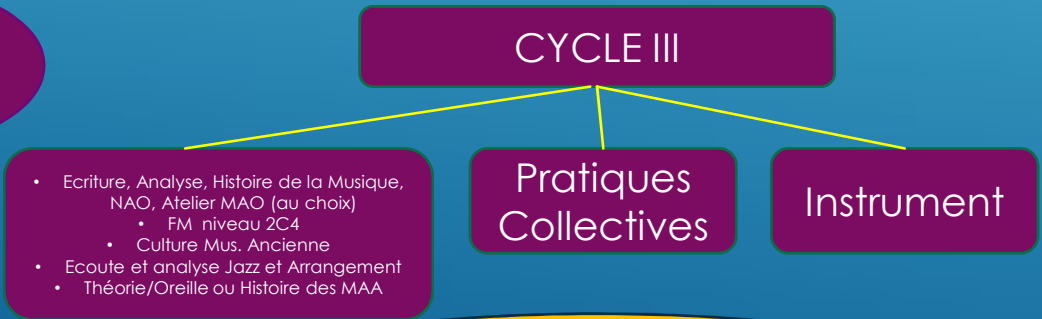 CYCLE III
• Ecriture, Analyse, Histoire de la Musique,
NAO, Atelier MAO (au choix)
• FM niveau 2C4
• Culture Mus. Ancienne
• Ecoute et analyse Jazz et Arrangement
• Théorie/Oreille ou Histoire des MAA
Pratiques
Collectives
Instrument